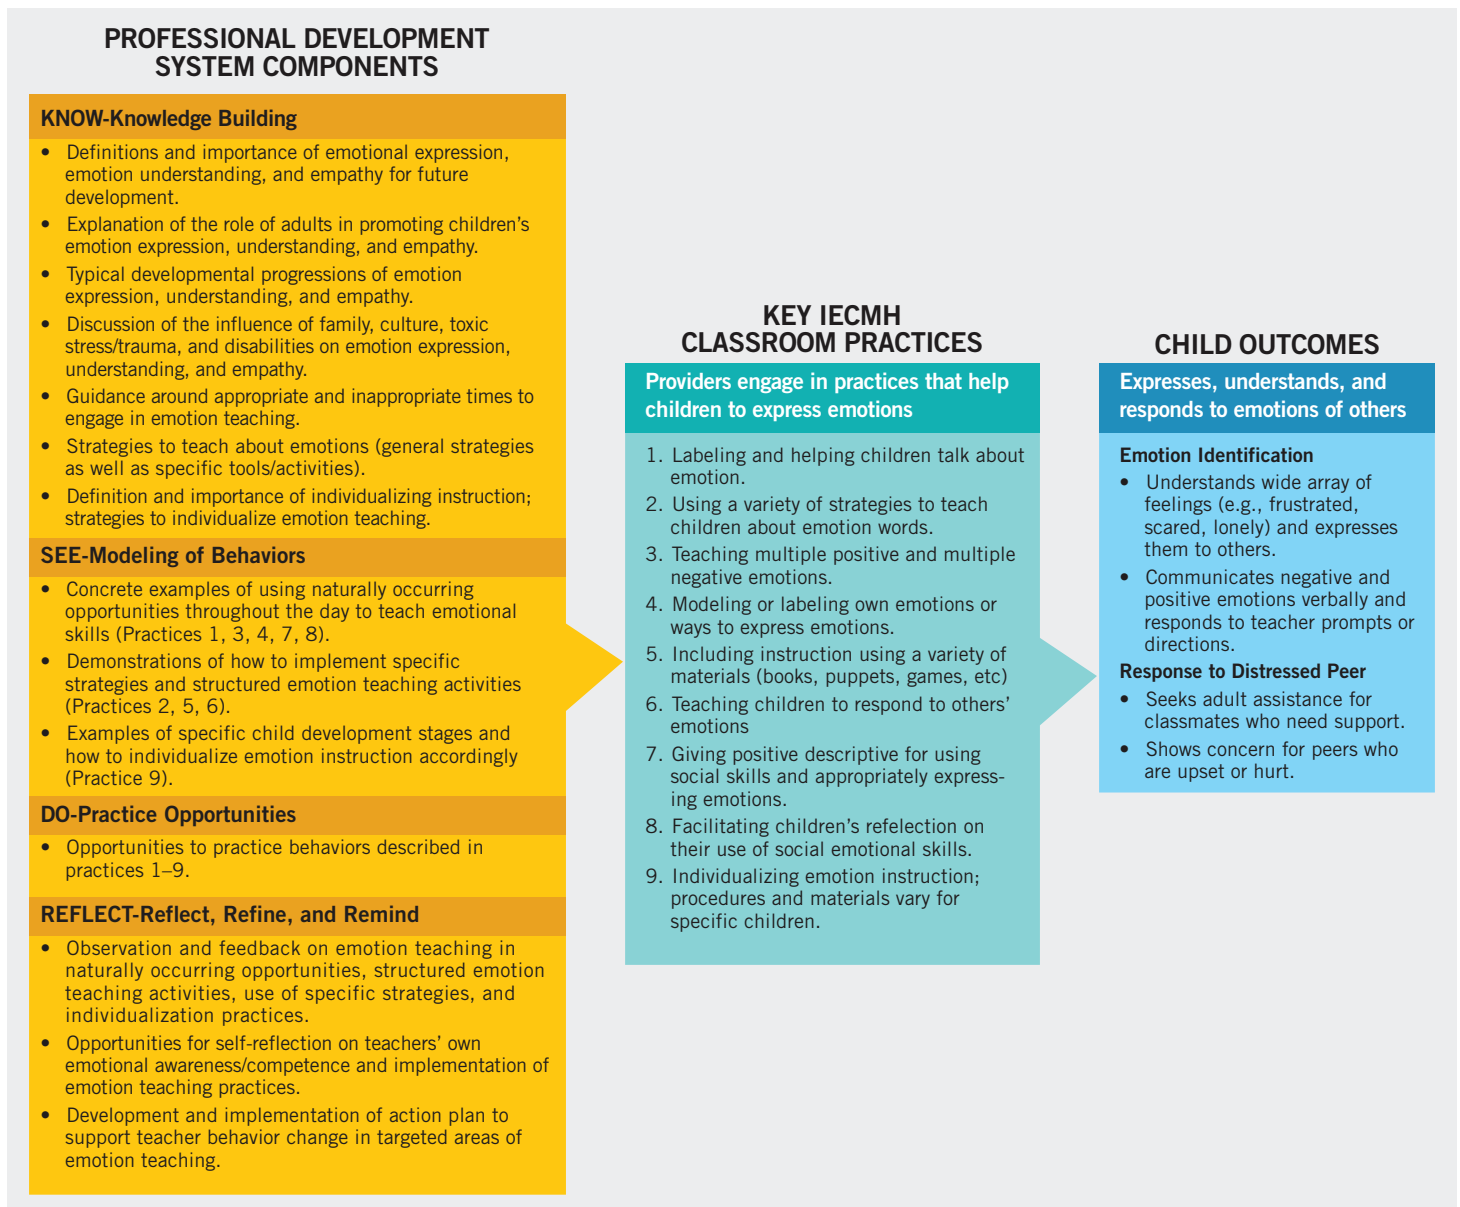 PROFESSIONAL DEVELOPMENT
SYSTEM COMPONENTS
KNOW-Knowledge Building
• Definitions and importance of emotional expression,
emotion understanding, and empathy for future
development.
• Explanation of the role of adults in promoting children’s
emotion expression, understanding, and empathy.
• Typical developmental progressions of emotion
expression, understanding, and empathy.
• Discussion of the influence of family, culture, toxic
stress/trauma, and disabilities on emotion expression,
understanding, and empathy.
• Guidance around appropriate and inappropriate times to
engage in emotion teaching.
• Strategies to teach about emotions (general strategies
as well as specific tools/activities).
• Definition and importance of individualizing instruction;
strategies to individualize emotion teaching.
SEE-Modeling of Behaviors
• Concrete examples of using naturally occurring
opportunities throughout the day to teach emotional
skills (Practices 1, 3, 4, 7, 8).
• Demonstrations of how to implement specific
strategies and structured emotion teaching activities
(Practices 2, 5, 6).
• Examples of specific child development stages and
how to individualize emotion instruction accordingly
(Practice 9).
DO-Practice Opportunities
• Opportunities to practice behaviors described in
practices 1–9.
REFLECT-Reflect, Refine, and Remind
• Observation and feedback on emotion teaching in
naturally occurring opportunities, structured emotion
teaching activities, use of specific strategies, and
individualization practices.
• Opportunities for self-reflection on teachers’ own
emotional awareness/competence and implementation of
emotion teaching practices.
• Development and implementation of action plan to
support teacher behavior change in targeted areas of
emotion teaching.
KEY IECMH
CLASSROOM PRACTICES
Providers engage in practices that help
children to express emotions
1. Labeling and helping children talk about
emotion.
2. Using a variety of strategies to teach
children about emotion words.
3. Teaching multiple positive and multiple
negative emotions.
4. Modeling or labeling own emotions or
ways to express emotions.
5. Including instruction using a variety of
materials (books, puppets, games, etc)
6. Teaching children to respond to others’
emotions
7. Giving positive descriptive for using
social skills and appropriately express-
ing emotions.
8. Facilitating children’s refelection on
their use of social emotional skills.
9. Individualizing emotion instruction;
procedures and materials vary for
specific children.
CHILD OUTCOMES
Expresses, understands, and
responds to emotions of others
Emotion Identification
• Understands wide array of
feelings (e.g., frustrated,
scared, lonely) and expresses
them to others.
• Communicates negative and
positive emotions verbally and
responds to teacher prompts or
directions.
Response to Distressed Peer
• Seeks adult assistance for
classmates who need support.
• Shows concern for peers who
are upset or hurt.